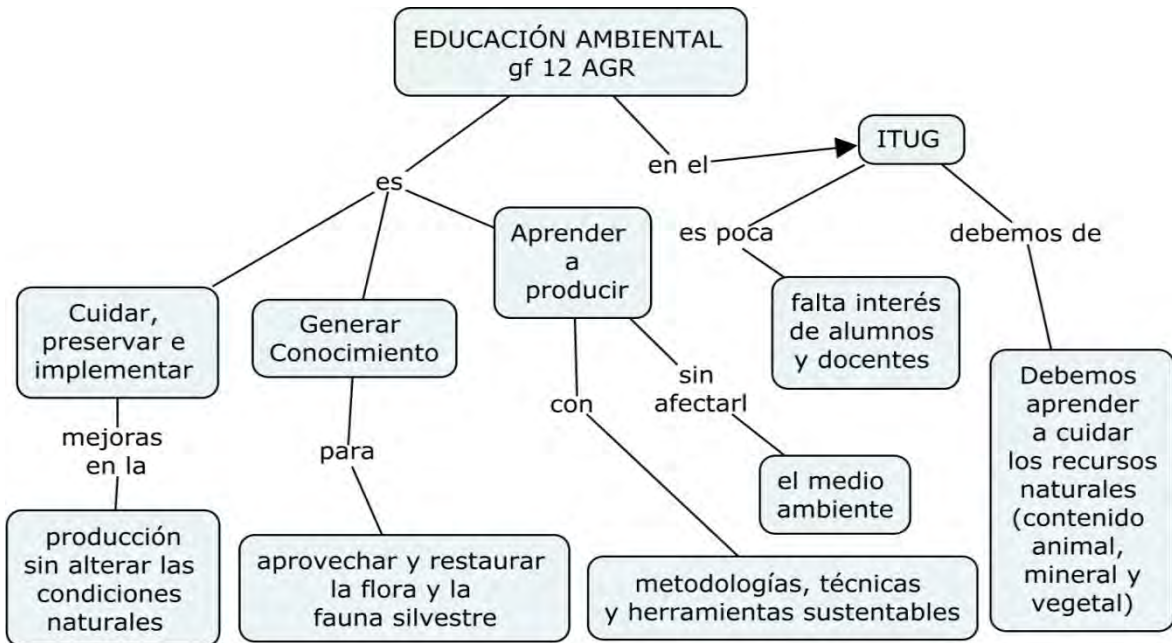 EDUCACIÓN AMBIENTAL
gf 12 AGR
ITUG
en el
es
Aprender
a
producir
es poca
debemos de
Cuidar,
preservar e
implementar
Generar
Conocimiento
falta interés
de alumnos
y docentes
Debemos
aprender
a cuidar
los recursos
naturales
(contenido
animal,
mineral y
vegetal)
mejoras
en la
para
con
sin
afectarl
el medio
ambiente
producción
sin alterar las
condiciones
naturales
aprovechar y restaurar
la flora y la
fauna silvestre
metodologías, técnicas
y herramientas sustentables